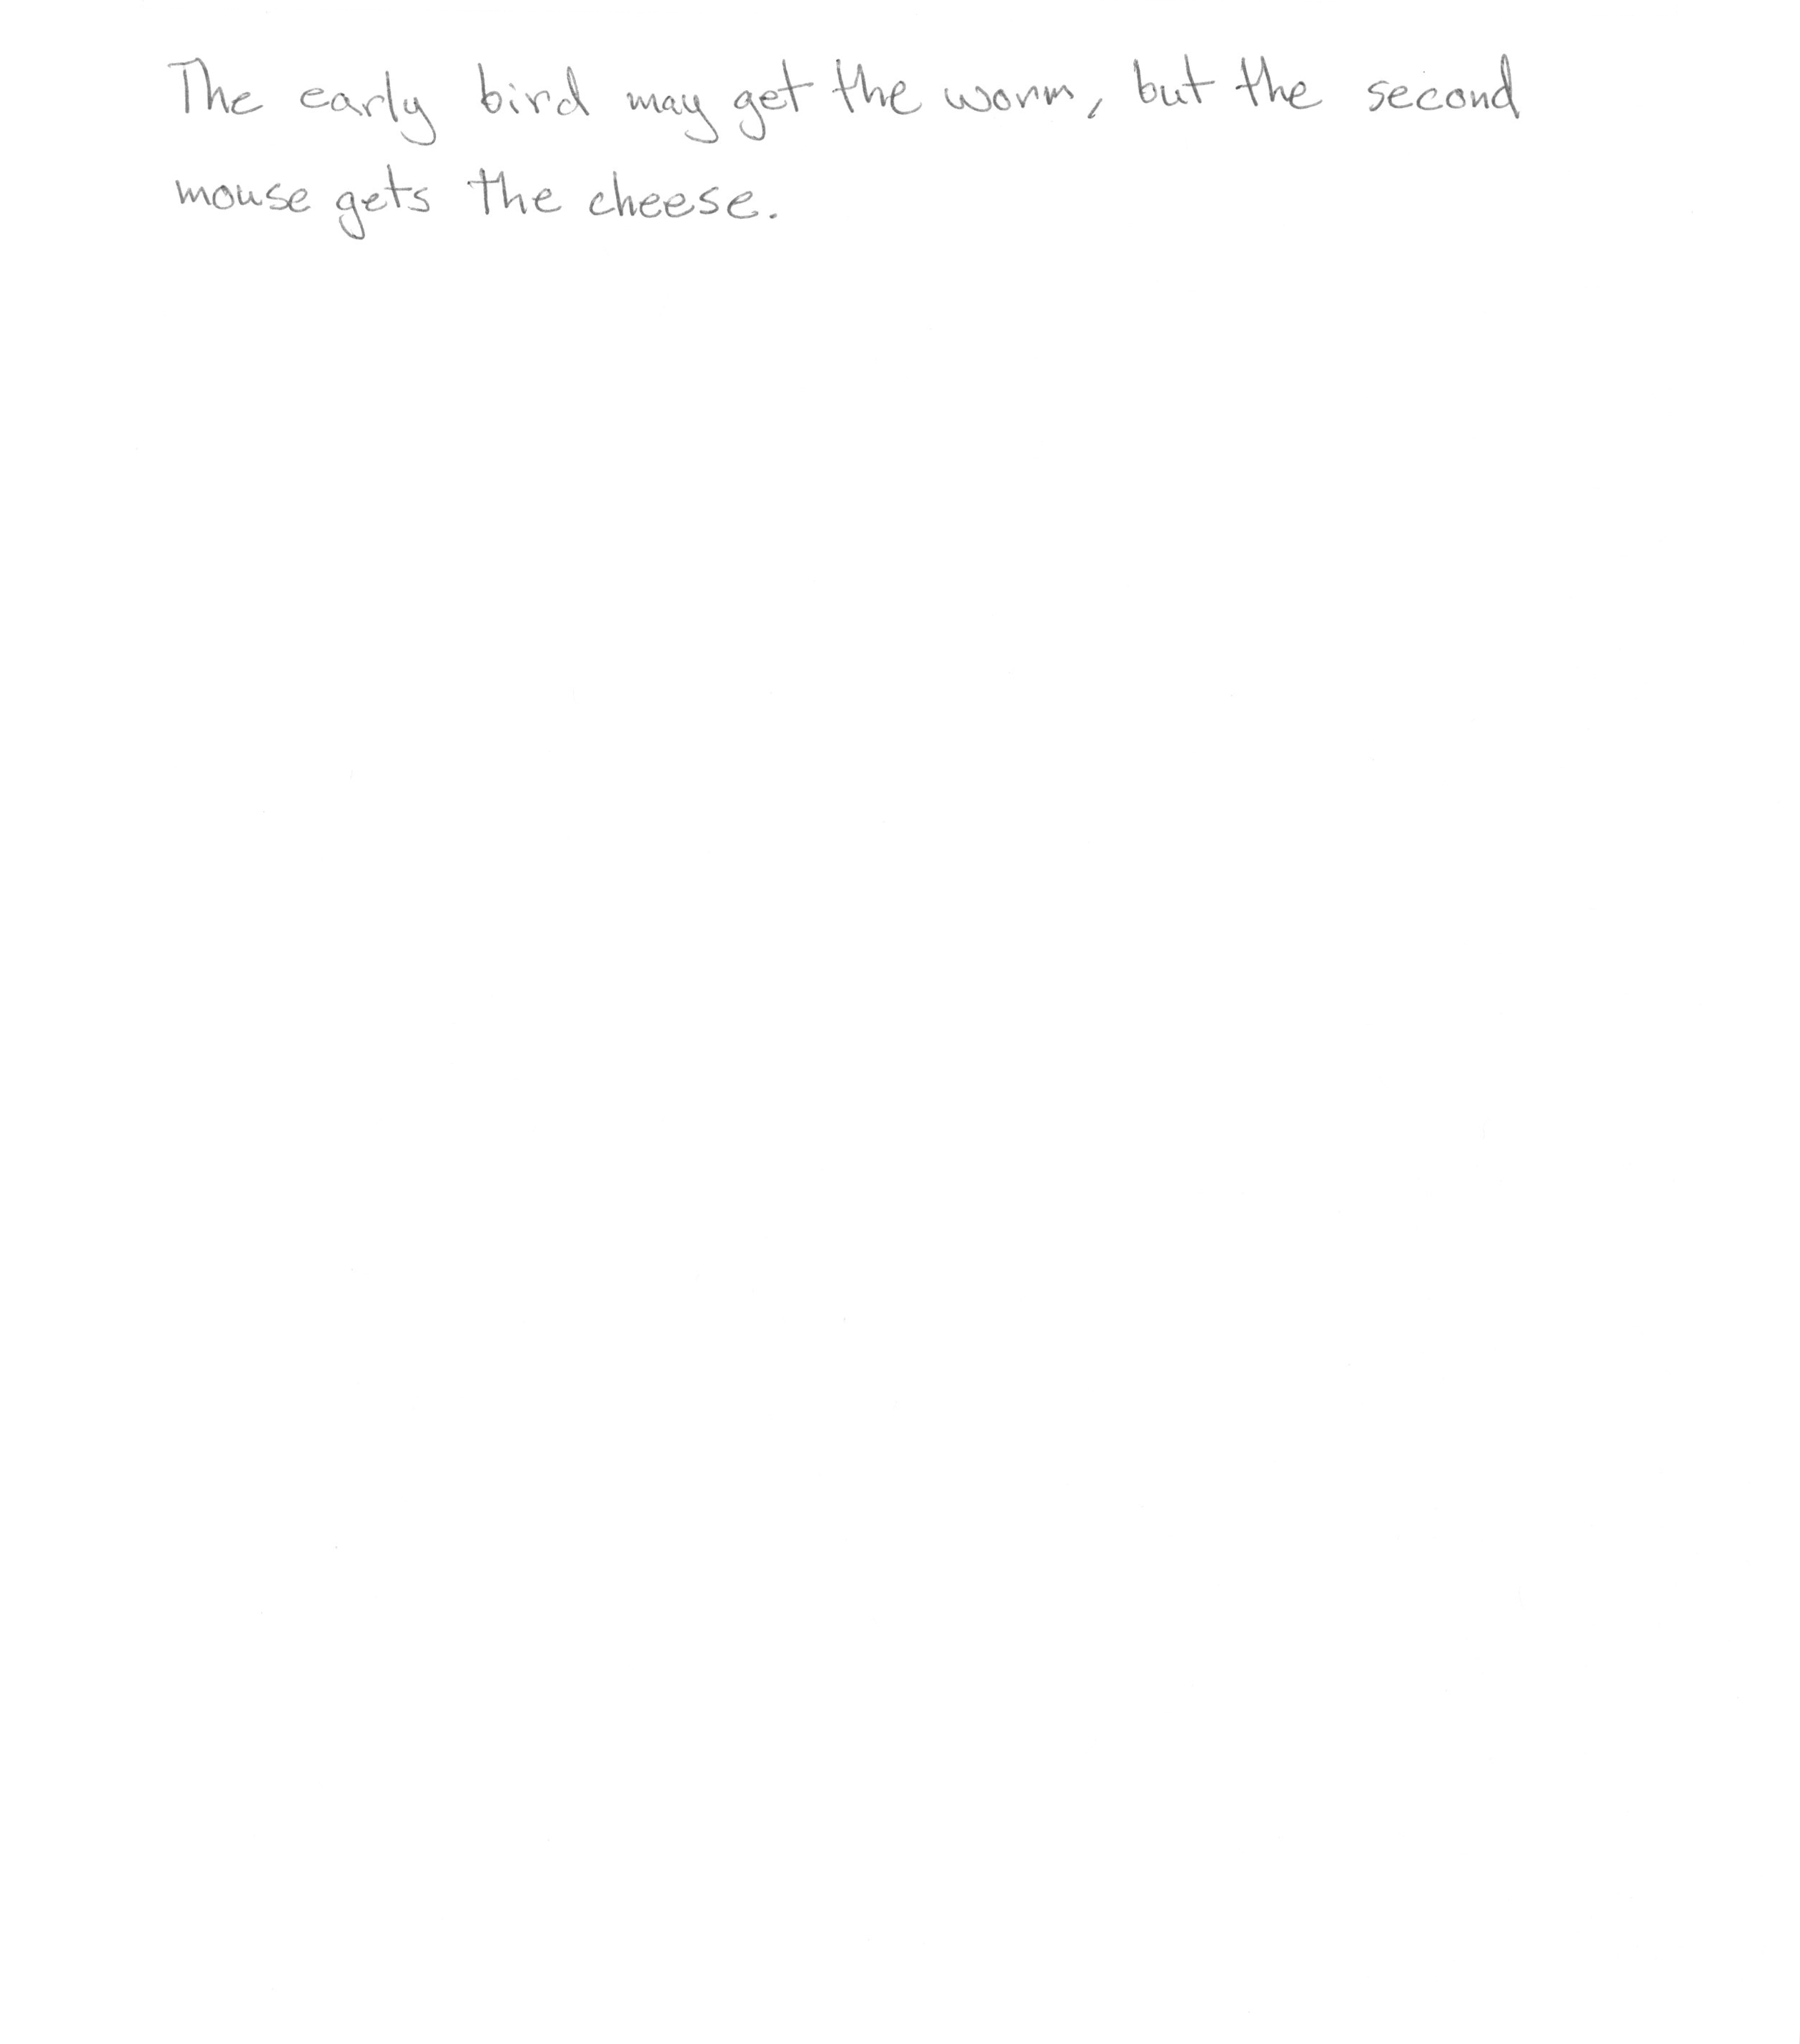 The early bird may get the worm, but the second
mouse gets the cheese.